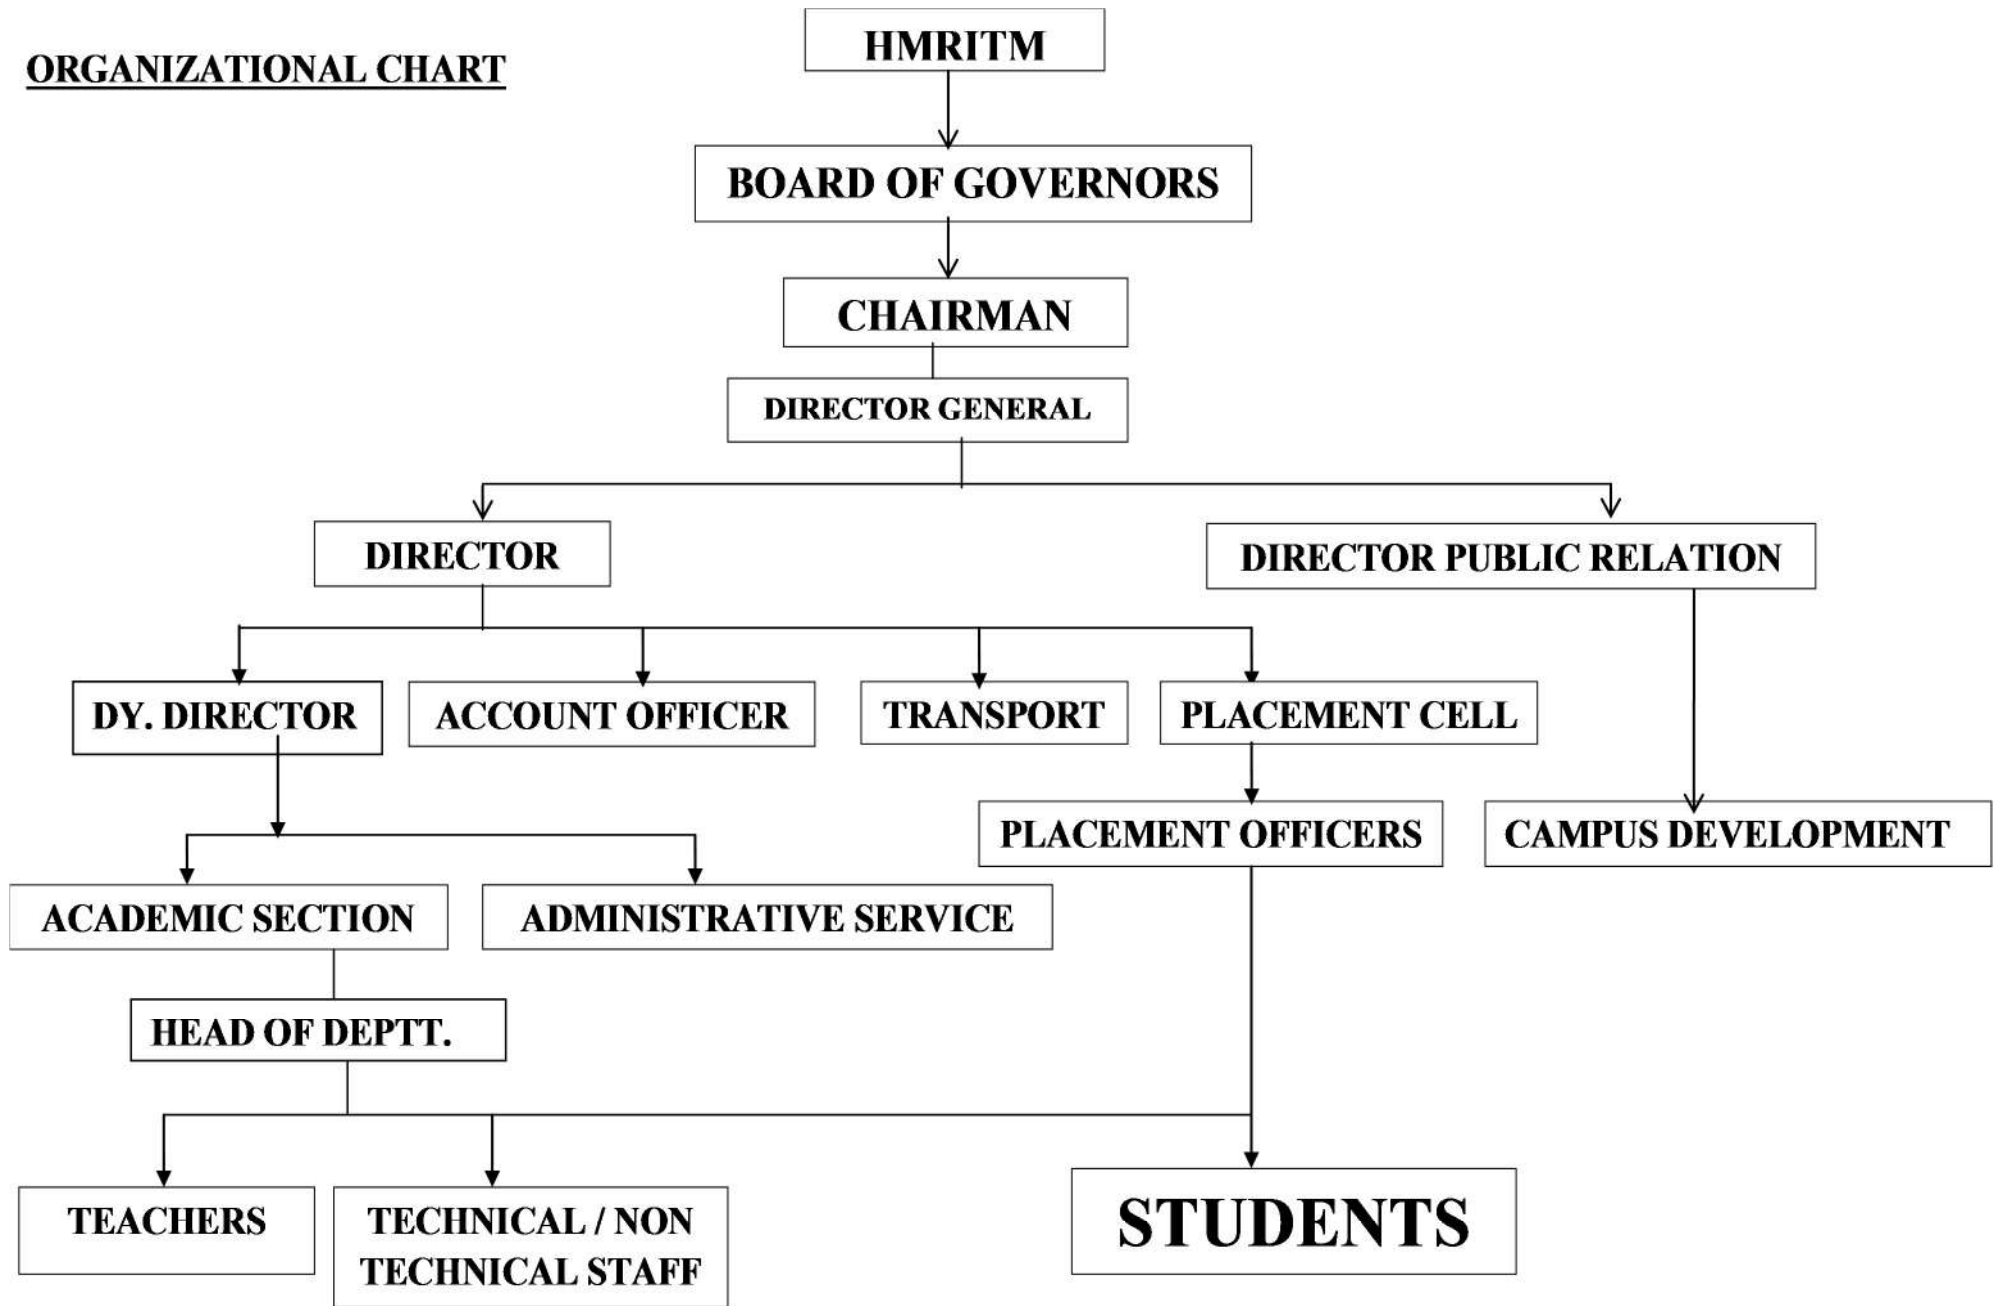 HMRITM
ORGANIZATIONAL CHART
BOARD OF GOVERNORS
CHAIRMAN
DIRECTOR GENERAL
DIRECTOR
DIRECTOR PUBLIC RELATION
DY. DIRECTOR
ACCOUNT OFFICER
TRANSPORT
PLACEMENT CELL
PLACEMENT OFFICERS
CAMPUS DEVELOPMENT
ACADEMIC SECTION
ADMINISTRATIVE SERVICE
HEAD OF DEPTT.
TEACHERS
TECHNICAL / NON
TECHNICAL STAFF
STUDENTS